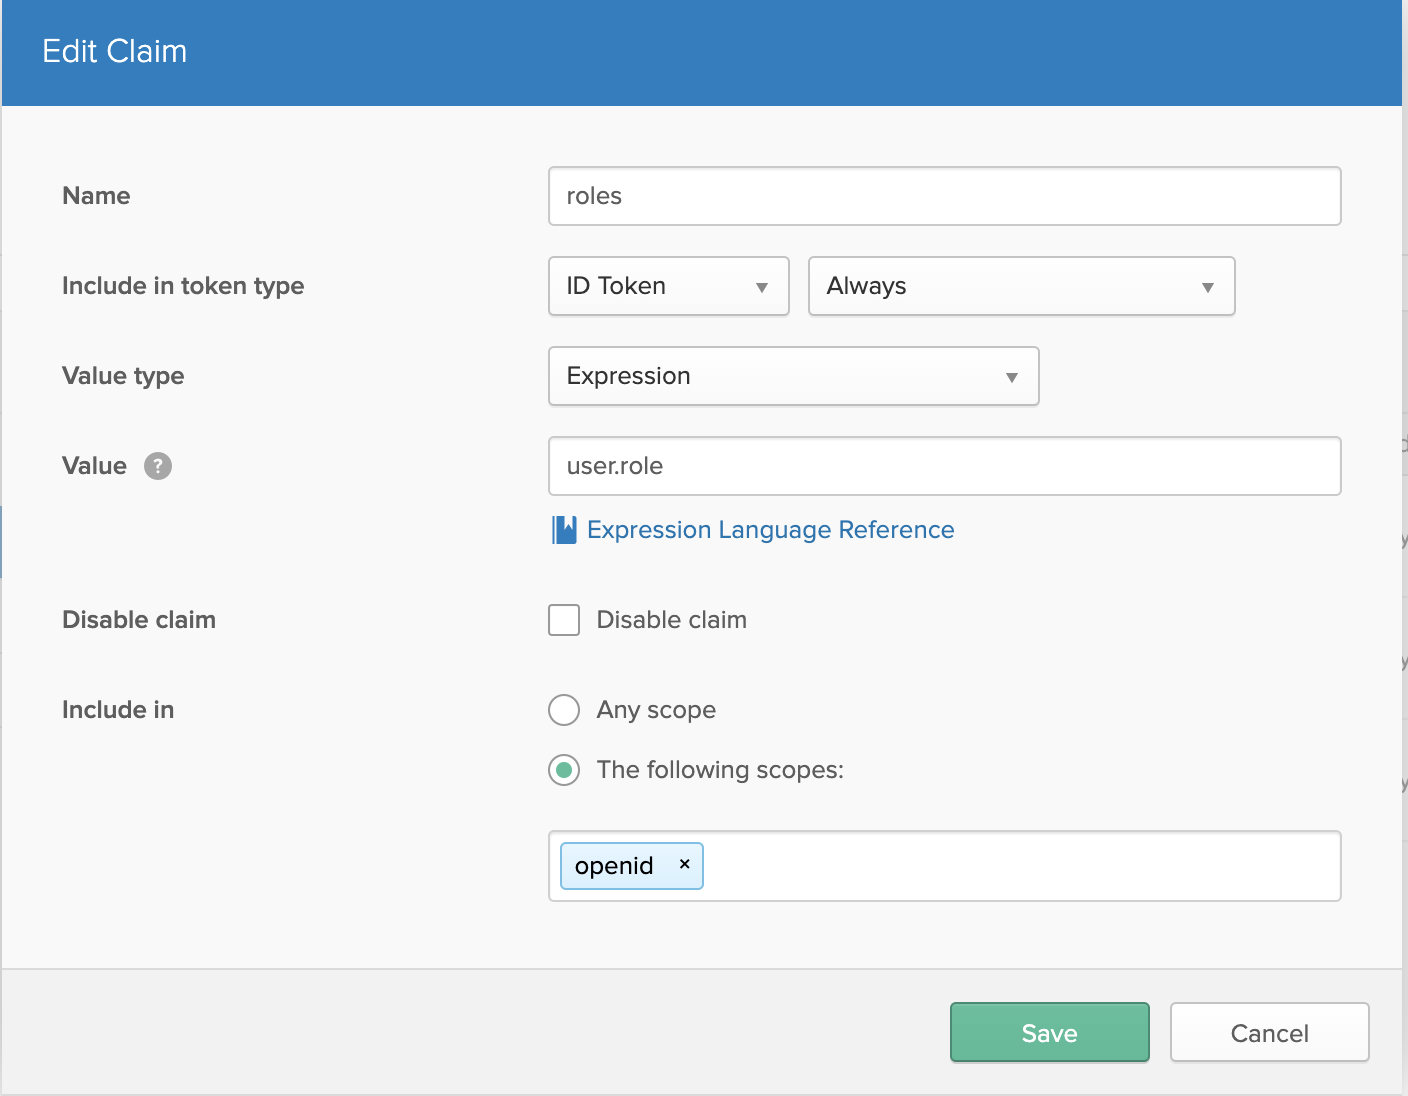 Edit Claim
Name roles
Include in token type ID Token Always
Value type Expression
Value ? user.role
Expression Language Reference
Disable claim Disable claim
Include in Any scope
The following scopes:
openid ×
Save Cancel